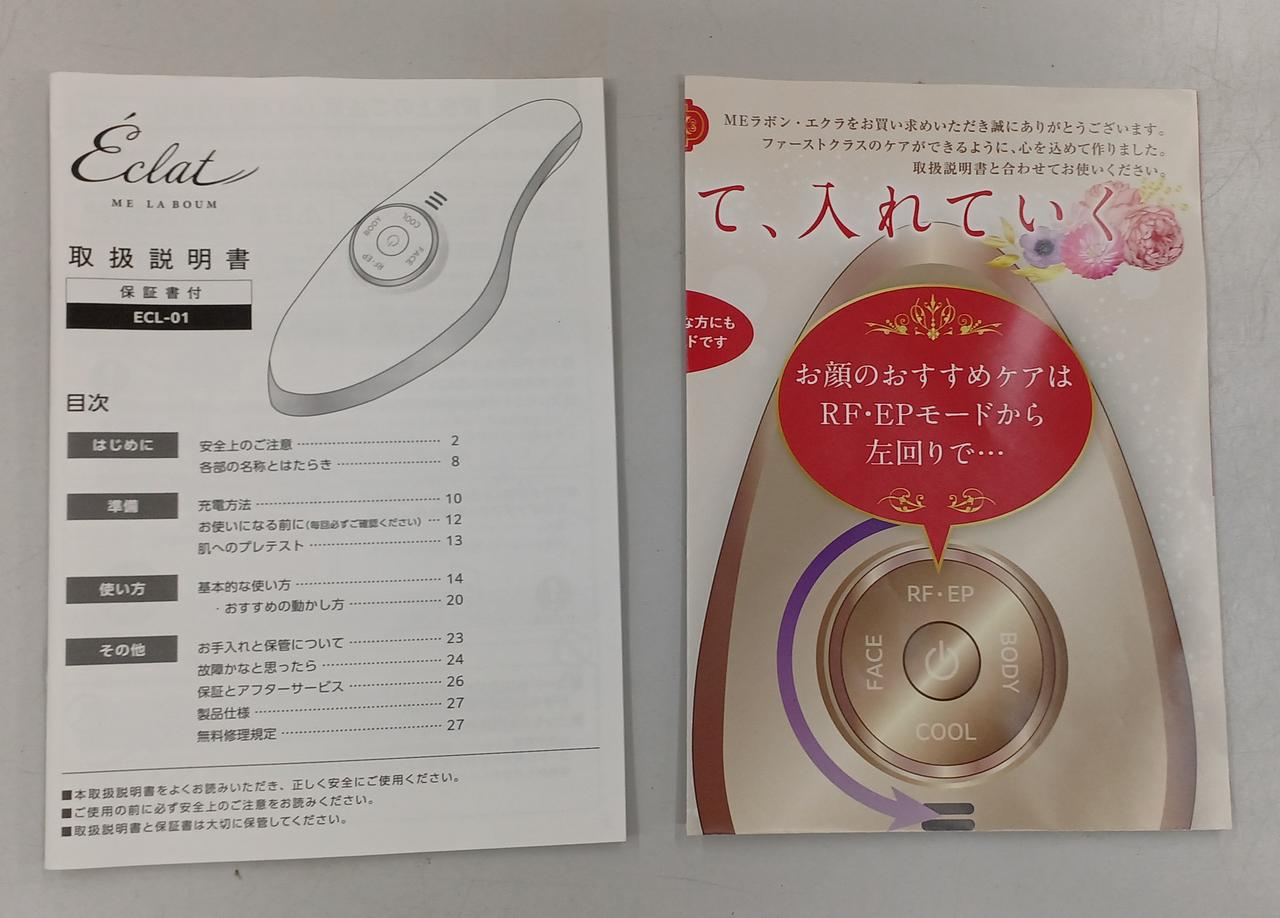 Éclat
ME LA BOUM
取扱説明書
保証書付
ECL-01
BODY
COOL
RF・EP
FACE
目次
はじめに
安全上のご注意 2
各部の名称とはたらき 8
準備
充電方法 10
お使いになる前に(毎回必ずご確認ください) 12
肌へのプレテスト 13
使い方
基本的な使い方 14
・おすすめの動かし方 20
その他
お手入れと保管について 23
故障かなと思ったら 24
保証とアフターサービス 26
製品仕様 27
無料修理規定 27
■本取扱説明書をよくお読みいただき、正しく安全にご使用ください。
■ご使用の前に必ず安全上のご注意をお読みください。
■取扱説明書と保証書は大切に保管してください。
MEラボン・エクラをお買い求めいただき誠にありがとうございます。
ファーストクラスのケアができるように、心を込めて作りました。
取扱説明書と合わせてお使いください。
て、入れていく
な方にも
ドです
お顔のおすすめケアは
RF・EPモードから
左回りで…
RF・EP
FACE
BODY
COOL